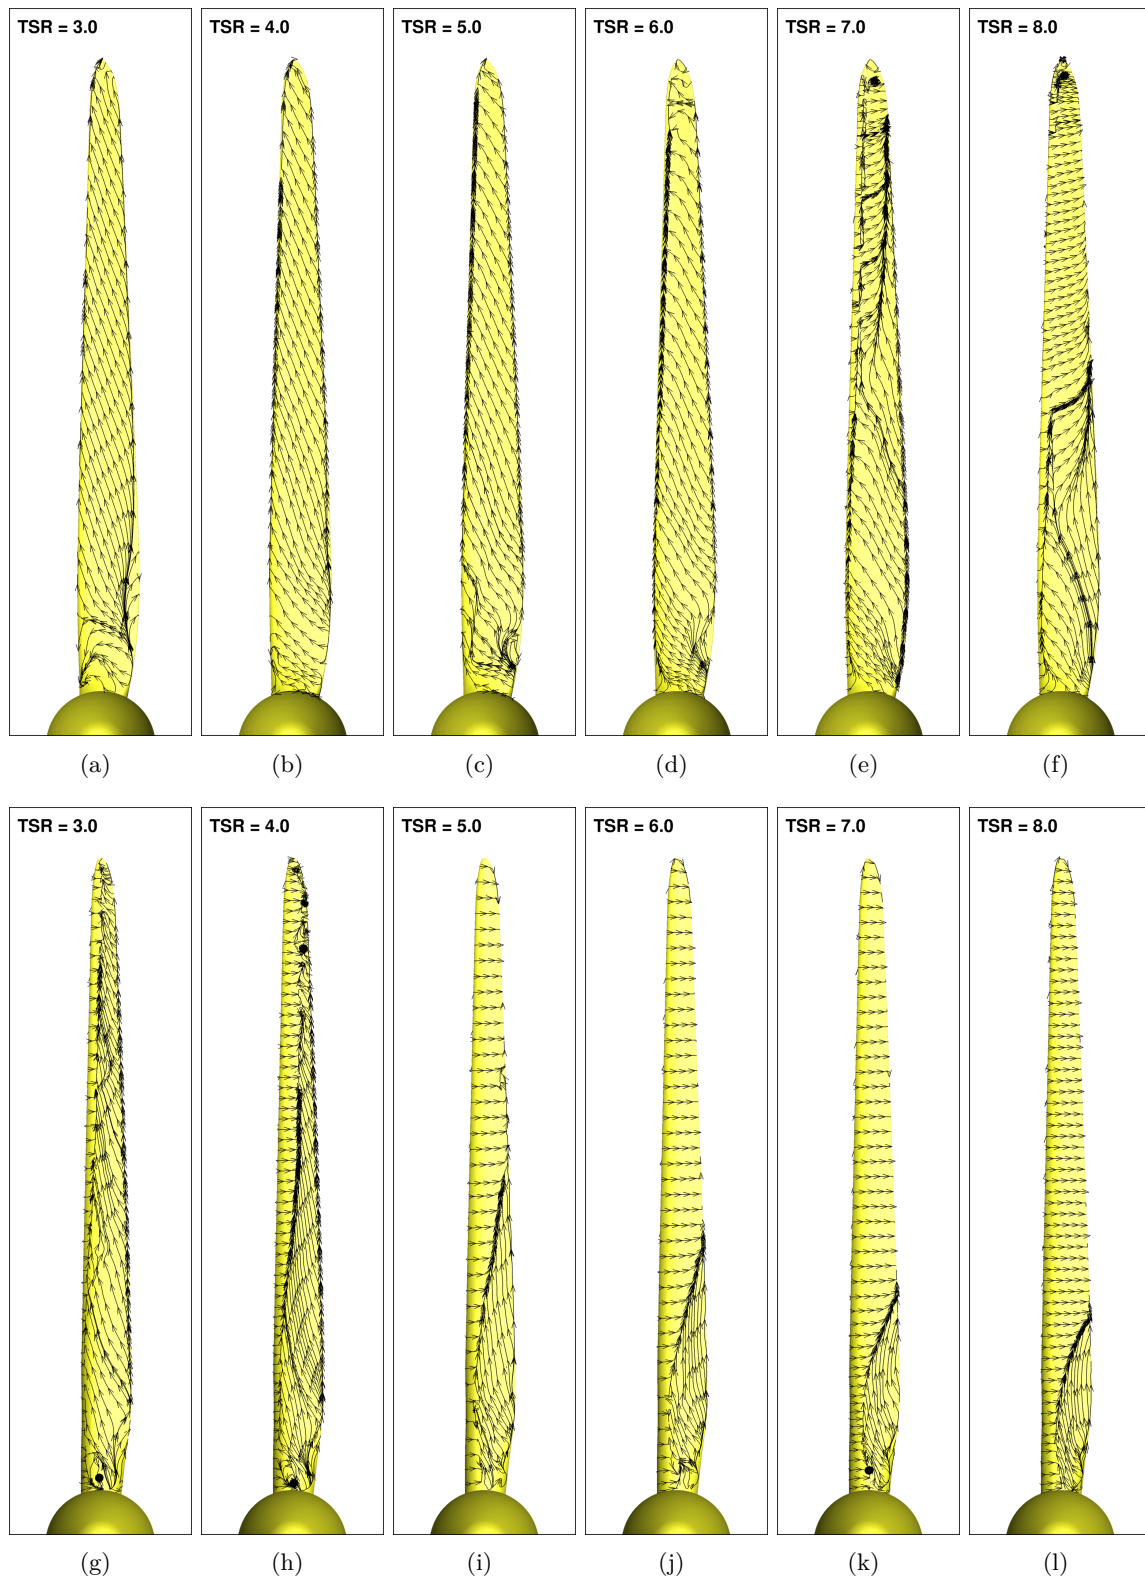 TSR = 3.0 TSR = 4.0 TSR = 5.0 TSR = 6.0 TSR = 7.0 TSR = 8.0
(a) (b) (c) (d) (e) (f)
TSR = 3.0 TSR = 4.0 TSR = 5.0 TSR = 6.0 TSR = 7.0 TSR = 8.0
(g) (h) (i) (j) (k) (l)